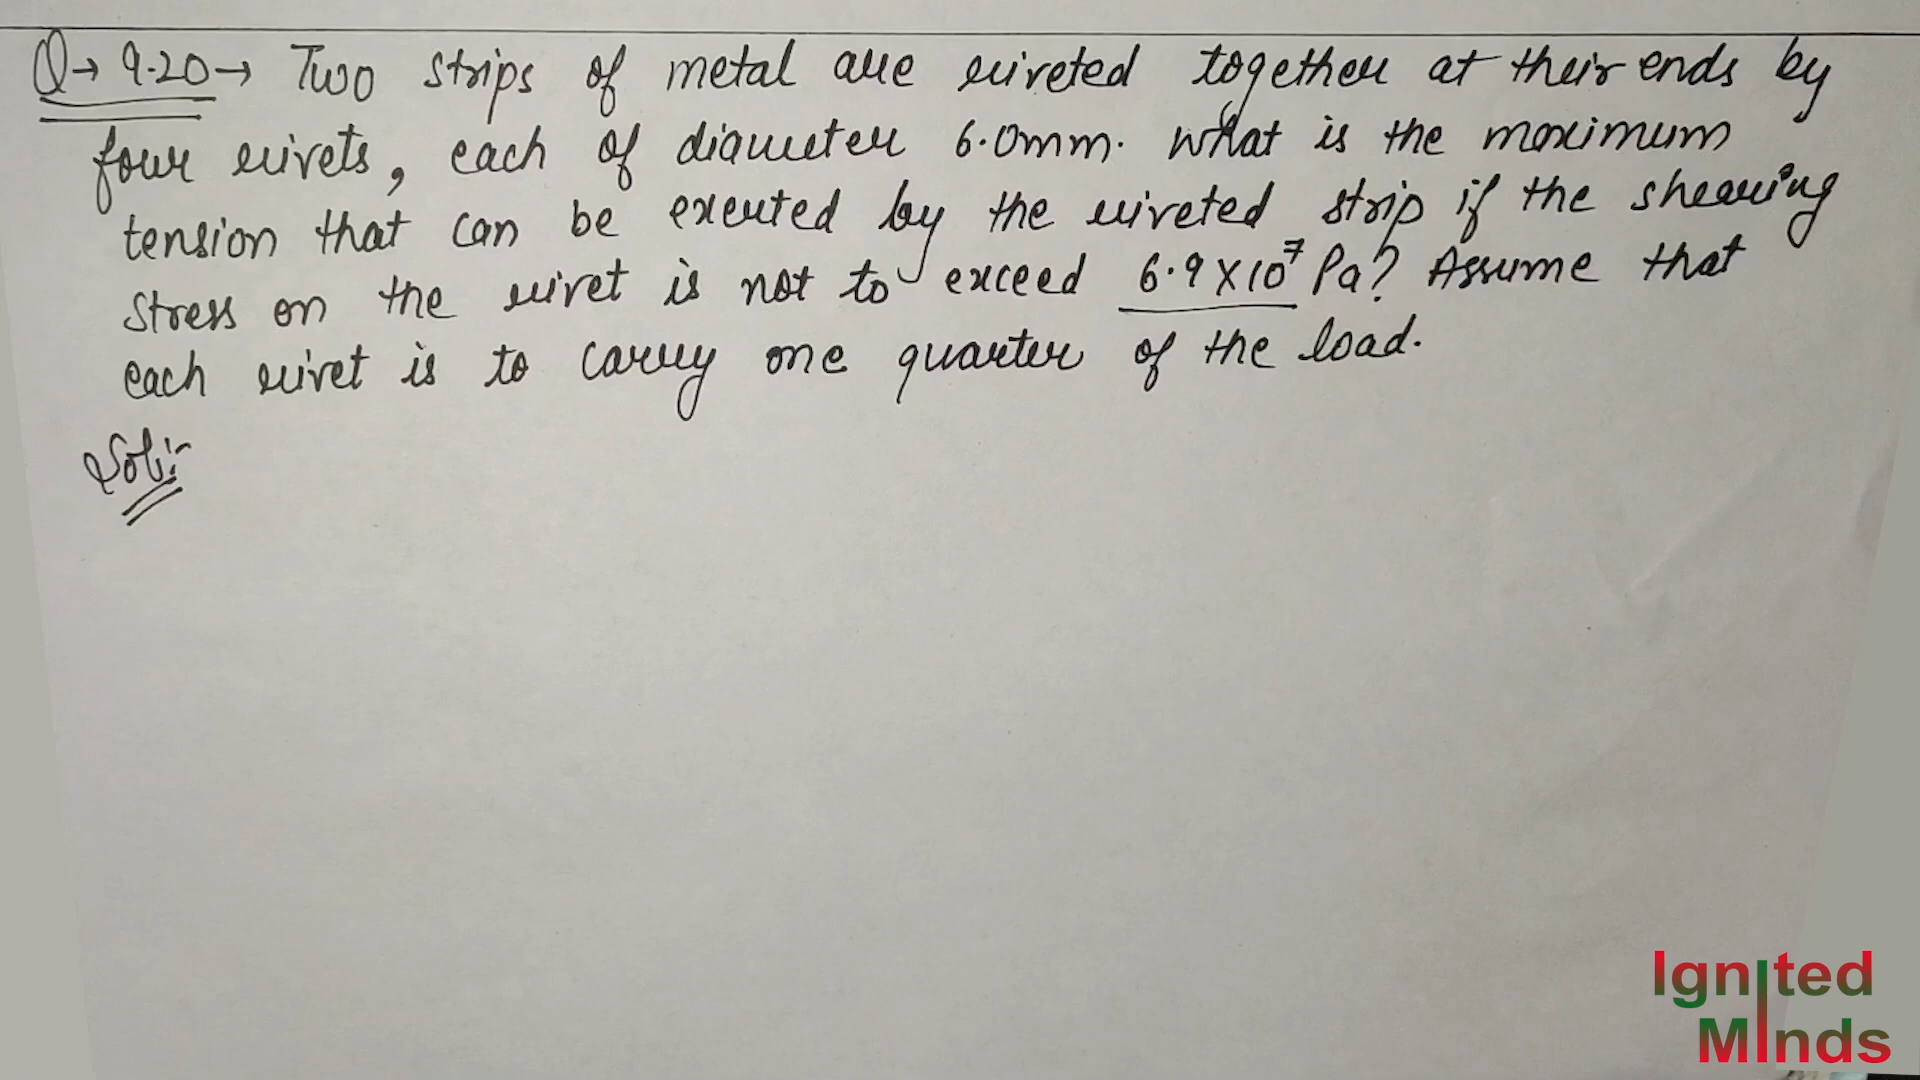 Q→ 9.20→ Two strips of metal are riveted together at their ends by
four rivets, each of diameter 6.0mm. What is the maximum
tension that can be exerted by the riveted strip if the shearing
stress on the rivet is not to exceed 6.9 X 10⁷ Pa? Assume that
each rivet is to carry one quarter of the load.
Sol:-
Ignited
Minds